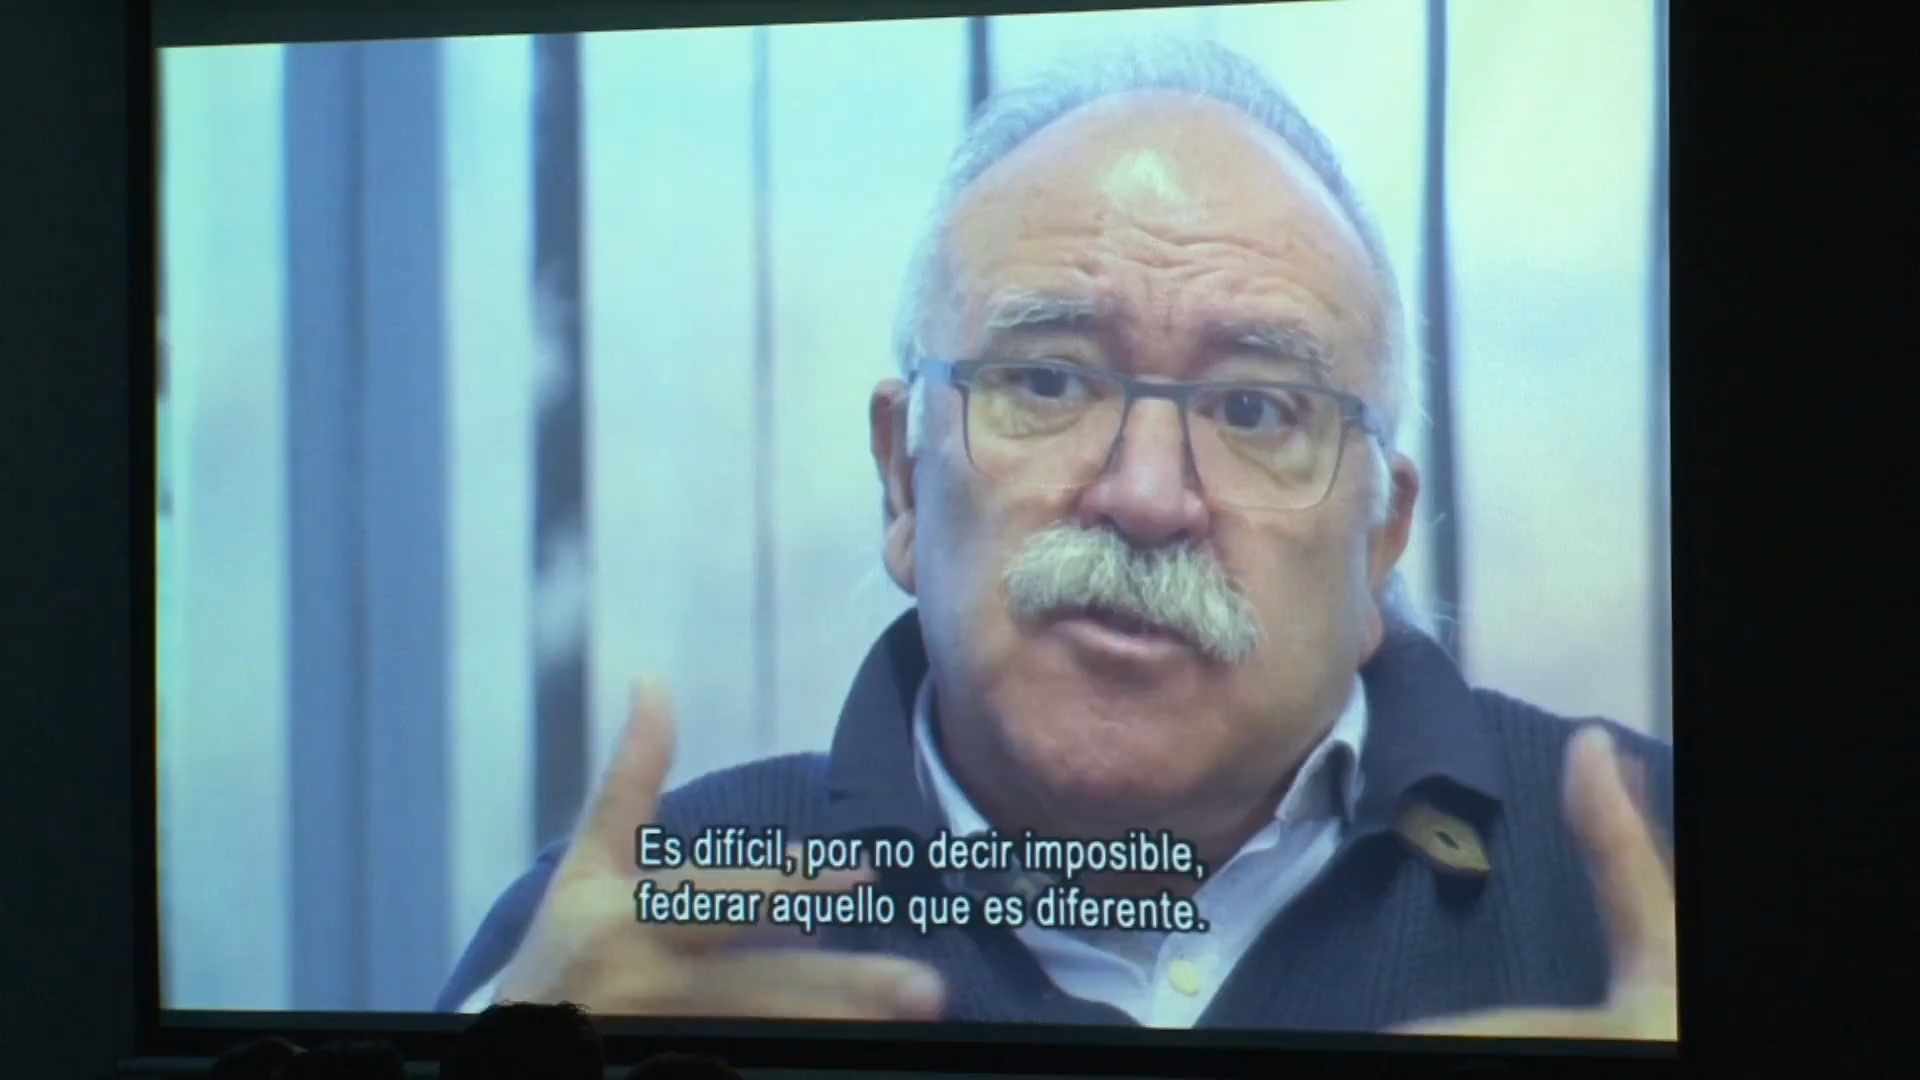 Es difícil, por no decir imposible,
federar aquello que es diferente.